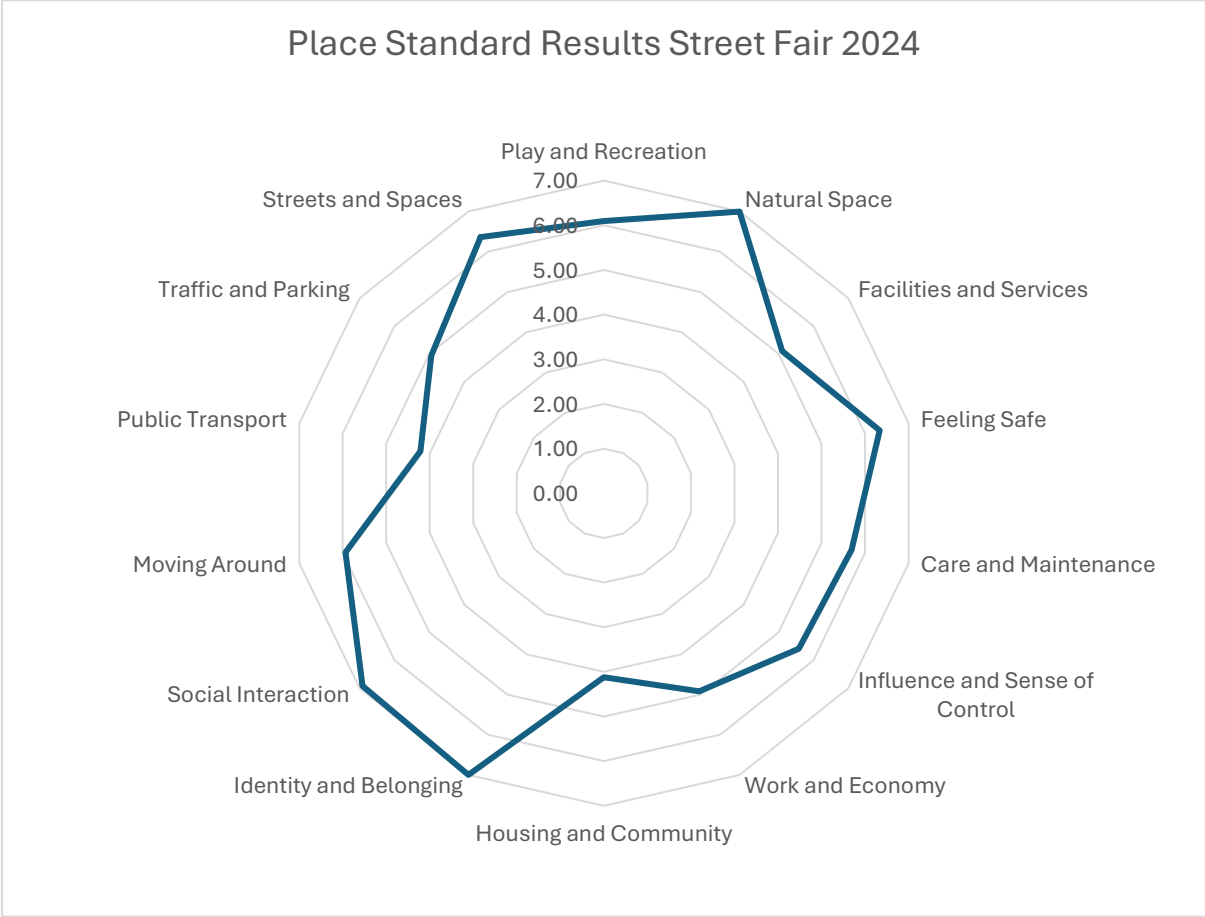 Place Standard Results Street Fair 2024
Play and Recreation
7.00
Streets and Spaces
Natural Space
6.00
5.00
Traffic and Parking
Facilities and Services
4.00
3.00
Public Transport
2.00
Feeling Safe
1.00
0.00
Moving Around
Care and Maintenance
Social Interaction
Influence and Sense of
Control
Identity and Belonging
Work and Economy
Housing and Community